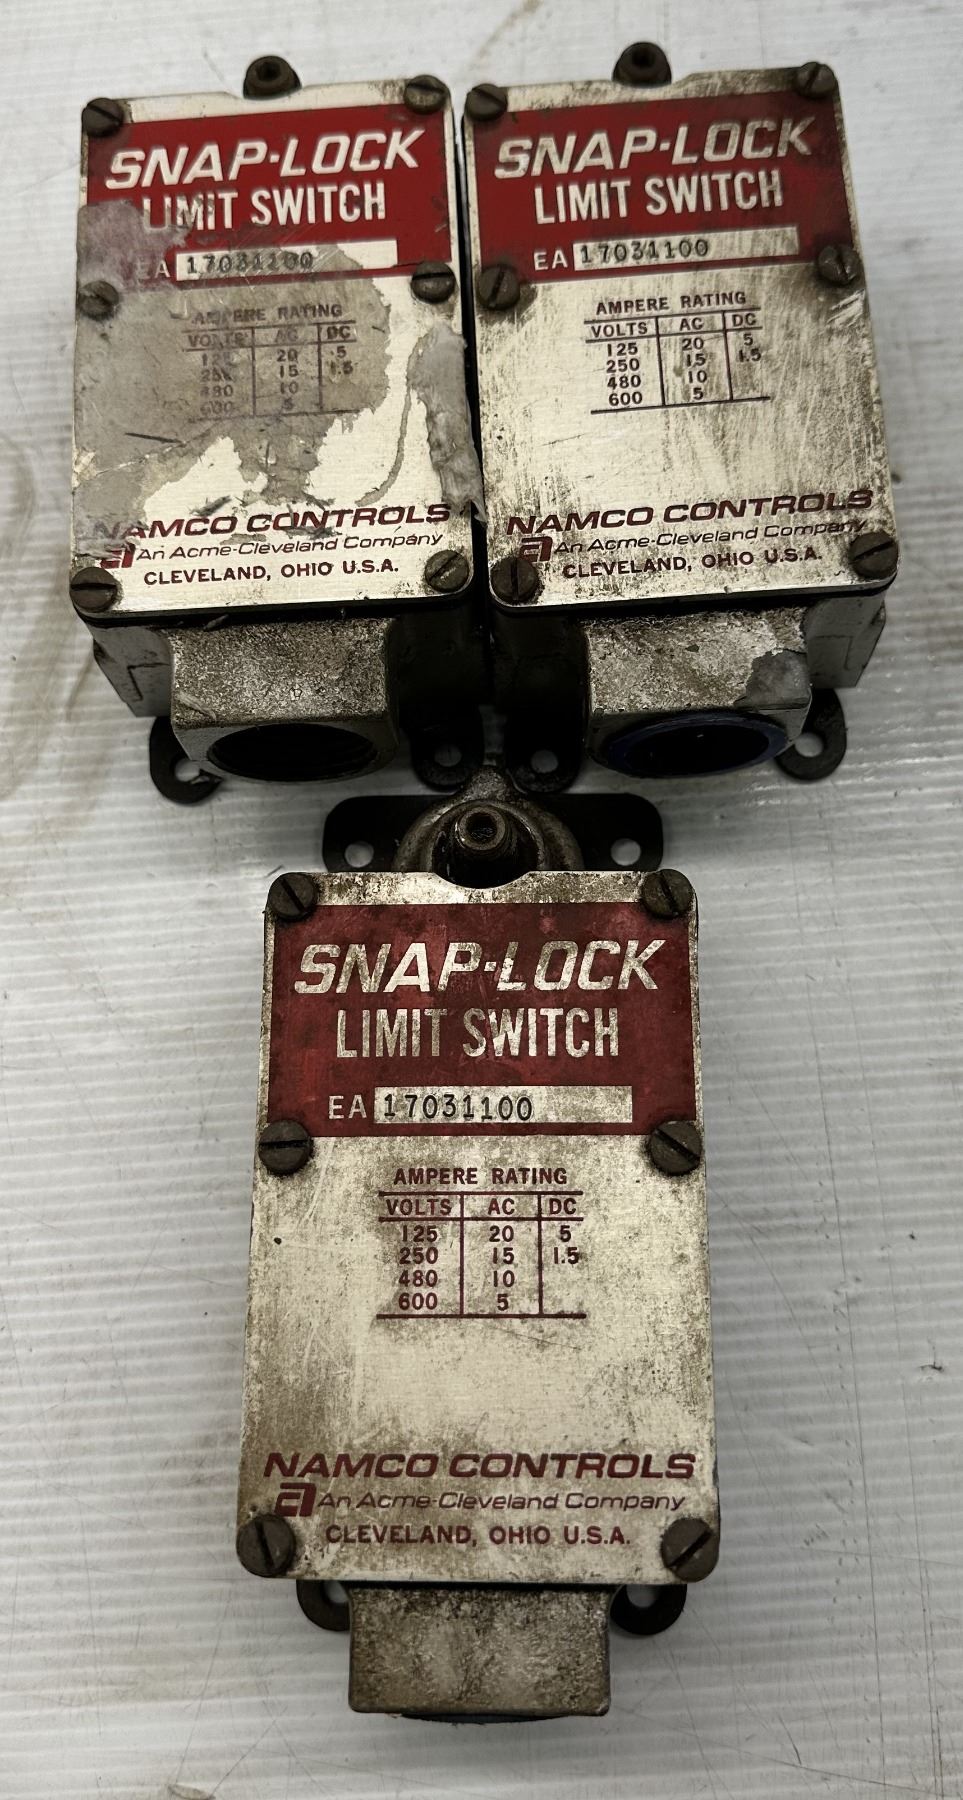 SNAP-LOCK
LIMIT SWITCH
EA 17031100
AMPERE RATING
VOLTS AC DC
125 20 .5
250 15 1.5
480 10
600 5
NAMCO CONTROLS
a An Acme-Cleveland Company
CLEVELAND, OHIO U.S.A.
SNAP-LOCK
LIMIT SWITCH
EA 17031100
AMPERE RATING
VOLTS AC DC
125 20 5
250 15 1.5
480 10
600 5
NAMCO CONTROLS
a An Acme-Cleveland Company
CLEVELAND, OHIO U.S.A.
SNAP-LOCK
LIMIT SWITCH
EA 17031100
AMPERE RATING
VOLTS AC DC
125 20 5
250 15 1.5
480 10
600 5
NAMCO CONTROLS
a An Acme-Cleveland Company
CLEVELAND, OHIO U.S.A.